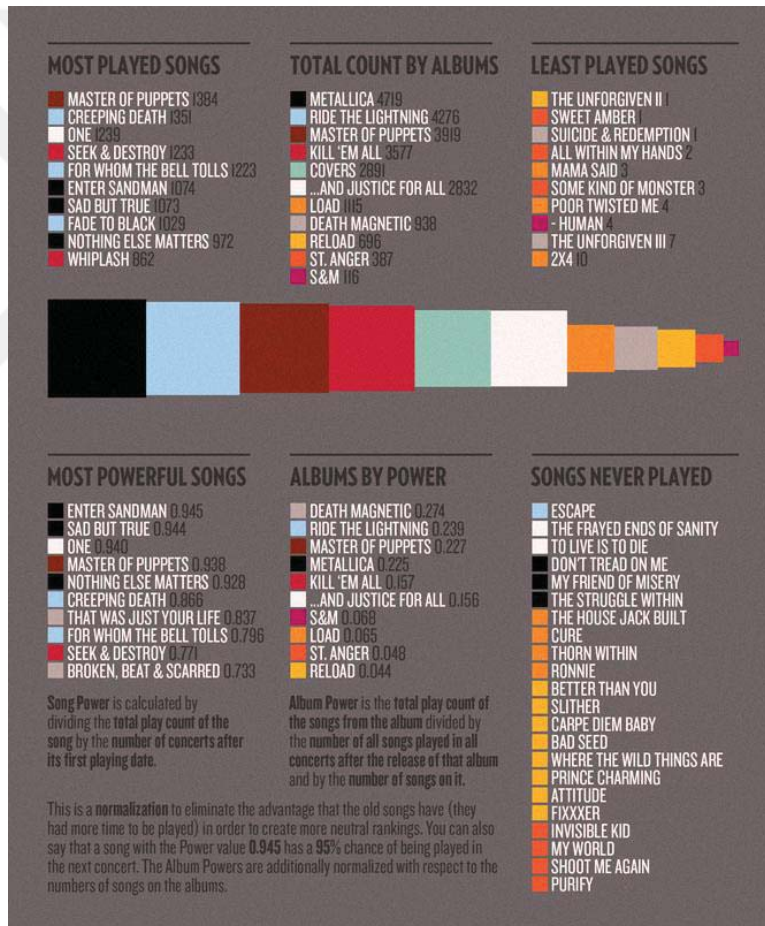 MOST PLAYED SONGS
MASTER OF PUPPETS 1384
CREEPING DEATH 1351
ONE 1239
SEEK & DESTROY 1233
FOR WHOM THE BELL TOLLS 1223
ENTER SANDMAN 1074
SAD BUT TRUE 1073
FADE TO BLACK 1029
NOTHING ELSE MATTERS 972
WHIPLASH 862
TOTAL COUNT BY ALBUMS
METALLICA 4719
RIDE THE LIGHTNING 4276
MASTER OF PUPPETS 3919
KILL 'EM ALL 3577
COVERS 2891
...AND JUSTICE FOR ALL 2832
LOAD 1115
DEATH MAGNETIC 938
RELOAD 696
ST. ANGER 387
S&M 116
LEAST PLAYED SONGS
THE UNFORGIVEN II 1
SWEET AMBER 1
SUICIDE & REDEMPTION 1
ALL WITHIN MY HANDS 2
MAMA SAID 3
SOME KIND OF MONSTER 3
POOR TWISTED ME 4
- HUMAN 4
THE UNFORGIVEN III 7
2X4 10
MOST POWERFUL SONGS
ENTER SANDMAN 0.945
SAD BUT TRUE 0.944
ONE 0.940
MASTER OF PUPPETS 0.938
NOTHING ELSE MATTERS 0.928
CREEPING DEATH 0.866
THAT WAS JUST YOUR LIFE 0.837
FOR WHOM THE BELL TOLLS 0.796
SEEK & DESTROY 0.771
BROKEN, BEAT & SCARRED 0.733
Song Power is calculated by
dividing the total play count of the
song by the number of concerts after
its first playing date.
ALBUMS BY POWER
DEATH MAGNETIC 0.274
RIDE THE LIGHTNING 0.239
MASTER OF PUPPETS 0.227
METALLICA 0.225
KILL 'EM ALL 0.157
...AND JUSTICE FOR ALL 0.156
S&M 0.068
LOAD 0.065
ST. ANGER 0.048
RELOAD 0.044
Album Power is the total play count of
the songs from the album divided by
the number of all songs played in all
concerts after the release of that album
and by the number of songs on it.
This is a normalization to eliminate the advantage that the old songs have (they
had more time to be played) in order to create more neutral rankings. You can also
say that a song with the Power value 0.945 has a 95% chance of being played in
the next concert. The Album Powers are additionally normalized with respect to the
numbers of songs on the albums.
SONGS NEVER PLAYED
ESCAPE
THE FRAYED ENDS OF SANITY
TO LIVE IS TO DIE
DON'T TREAD ON ME
MY FRIEND OF MISERY
THE STRUGGLE WITHIN
THE HOUSE JACK BUILT
CURE
THORN WITHIN
RONNIE
BETTER THAN YOU
SLITHER
CARPE DIEM BABY
BAD SEED
WHERE THE WILD THINGS ARE
PRINCE CHARMING
ATTITUDE
FIXXXER
INVISIBLE KID
MY WORLD
SHOOT ME AGAIN
PURIFY